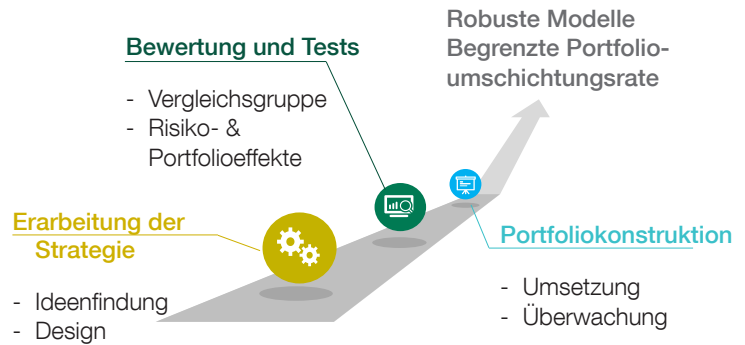 Erarbeitung der
Strategie
- Ideenfindung
- Design
Bewertung und Tests
- Vergleichsgruppe
- Risiko- &
Portfolioeffekte
Portfoliokonstruktion
- Umsetzung
- Überwachung
Robuste Modelle
Begrenzte Portfolio-
umschichtungsrate